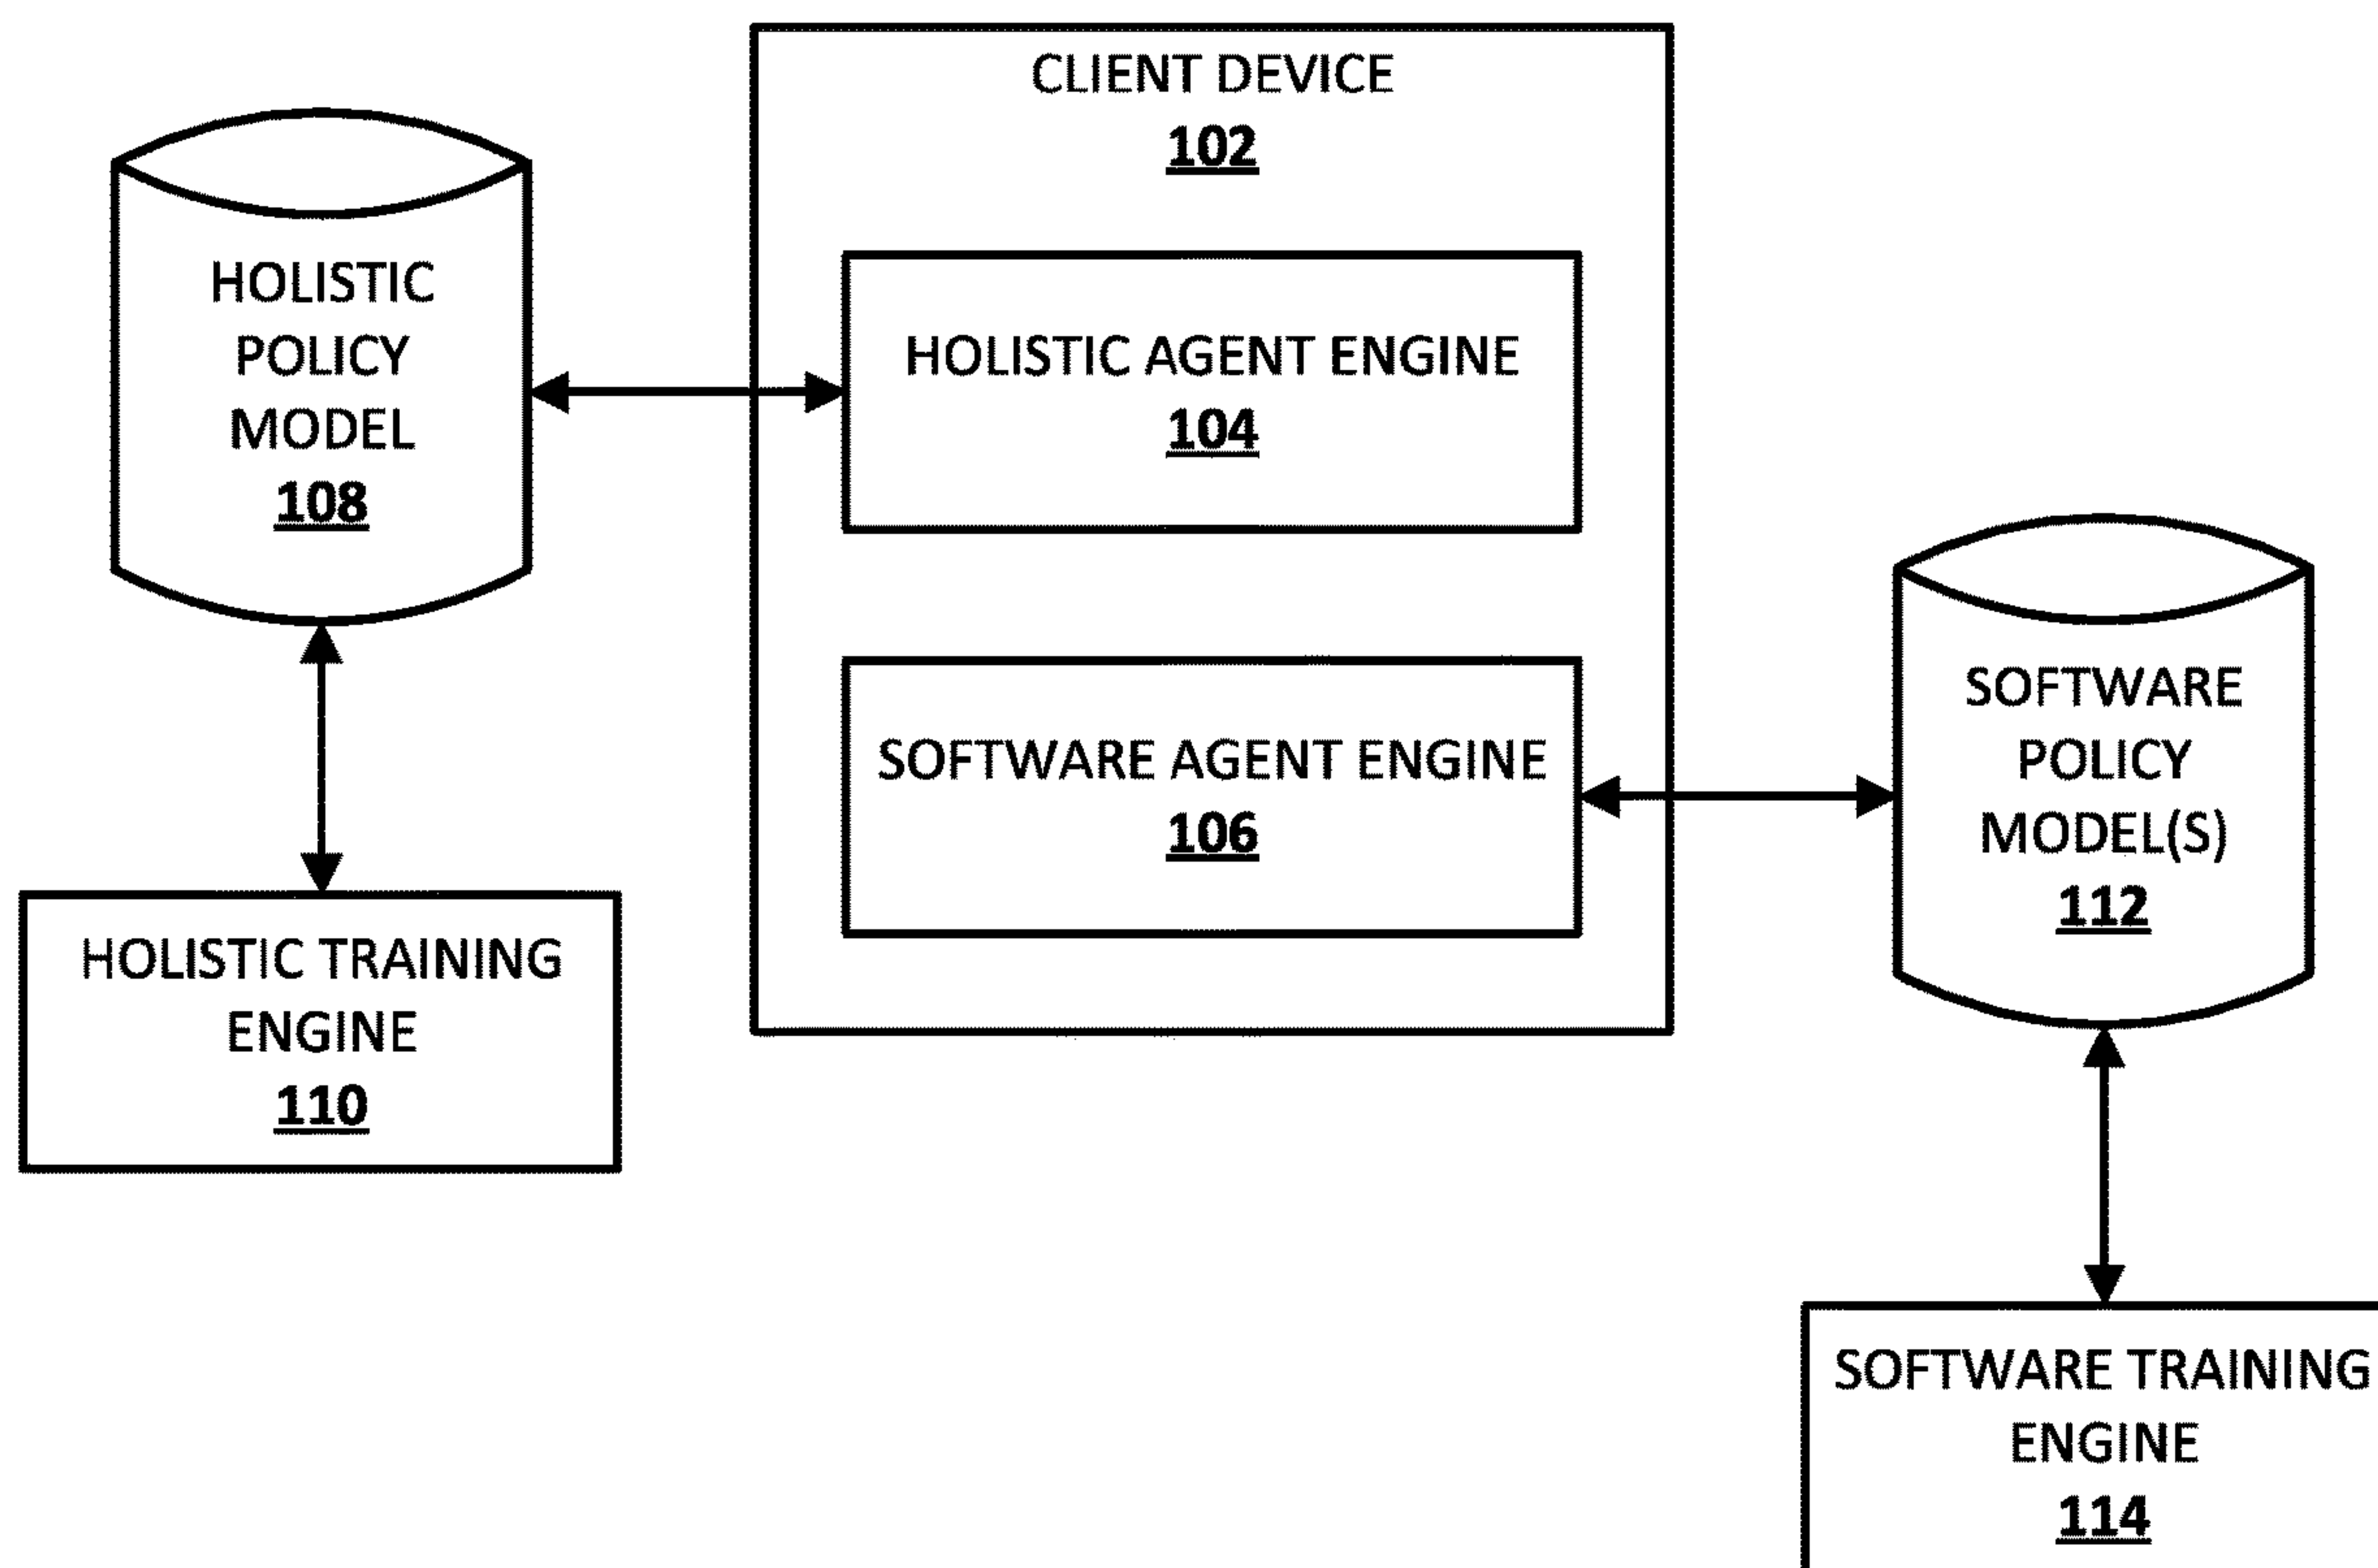 CLIENT DEVICE
102
HOLISTIC
POLICY
MODEL
108
HOLISTIC AGENT ENGINE
104
SOFTWARE AGENT ENGINE
106
SOFTWARE
POLICY
MODEL(S)
112
HOLISTIC TRAINING
ENGINE
110
SOFTWARE TRAINING
ENGINE
114